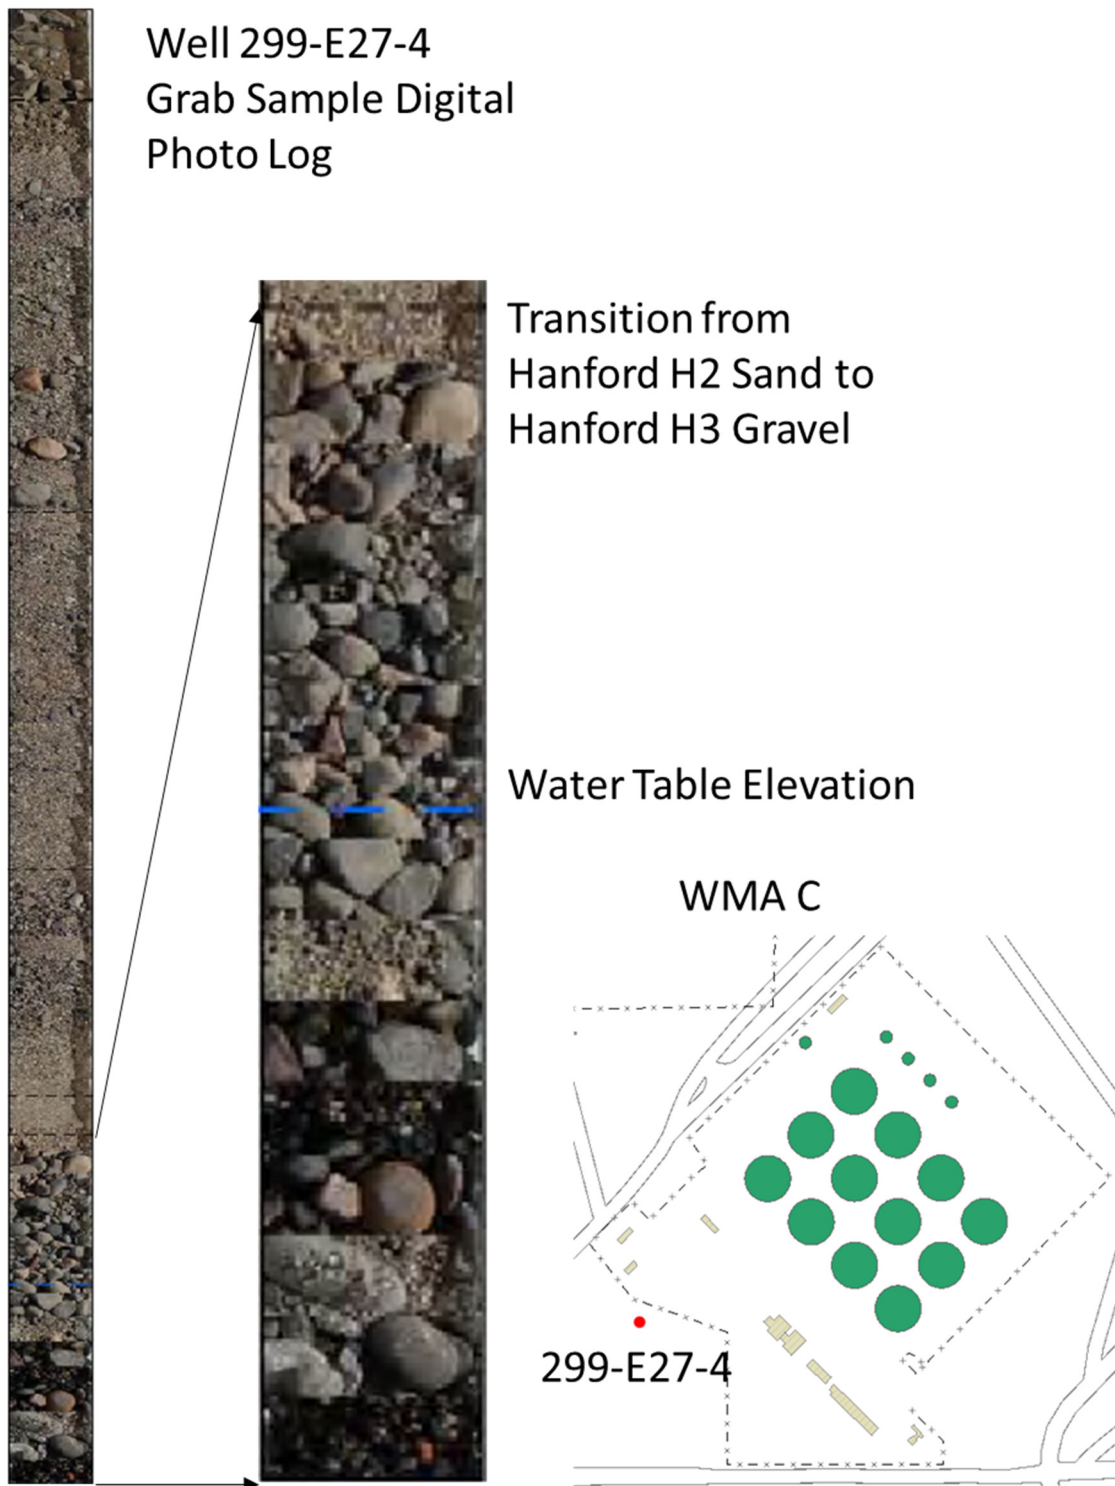 Well 299-E27-4
Grab Sample Digital
Photo Log
Transition from
Hanford H2 Sand to
Hanford H3 Gravel
Water Table Elevation
WMA C
299-E27-4